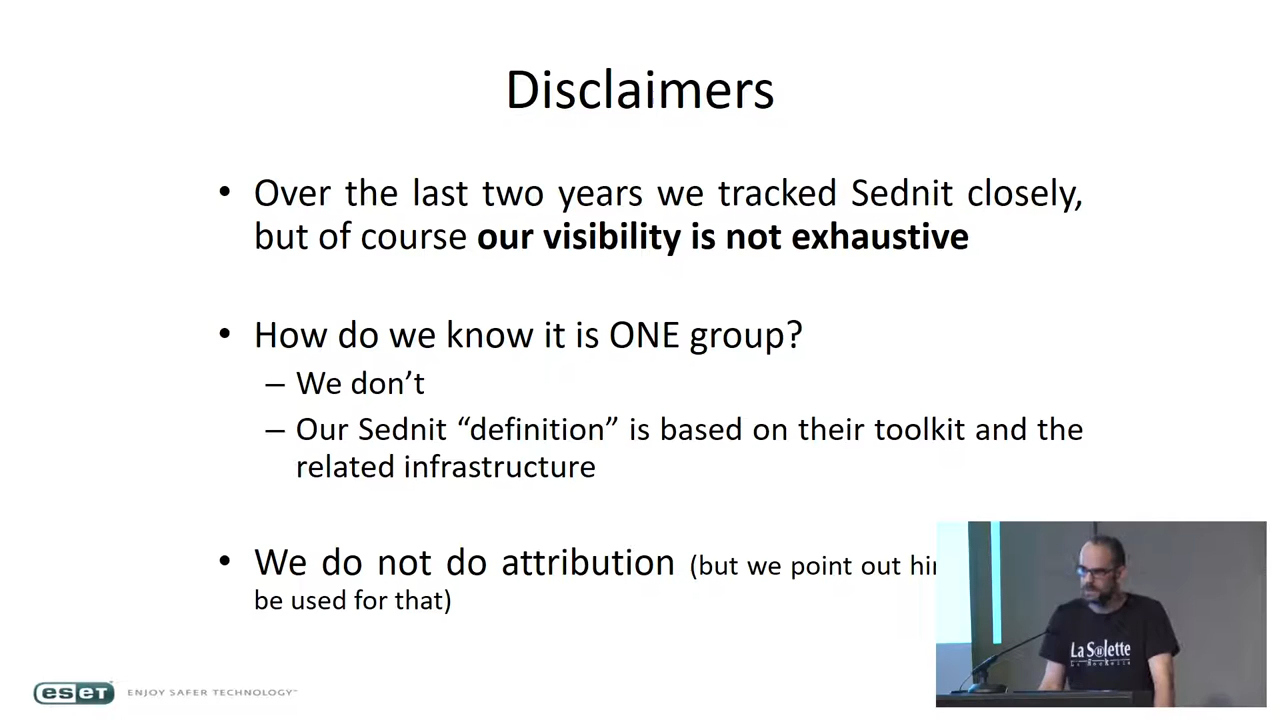 Disclaimers
• Over the last two years we tracked Sednit closely,
but of course our visibility is not exhaustive
• How do we know it is ONE group?
– We don’t
– Our Sednit “definition” is based on their toolkit and the
related infrastructure
• We do not do attribution (but we point out
be used for that)
eset ENJOY SAFER TECHNOLOGY™
La S@lette